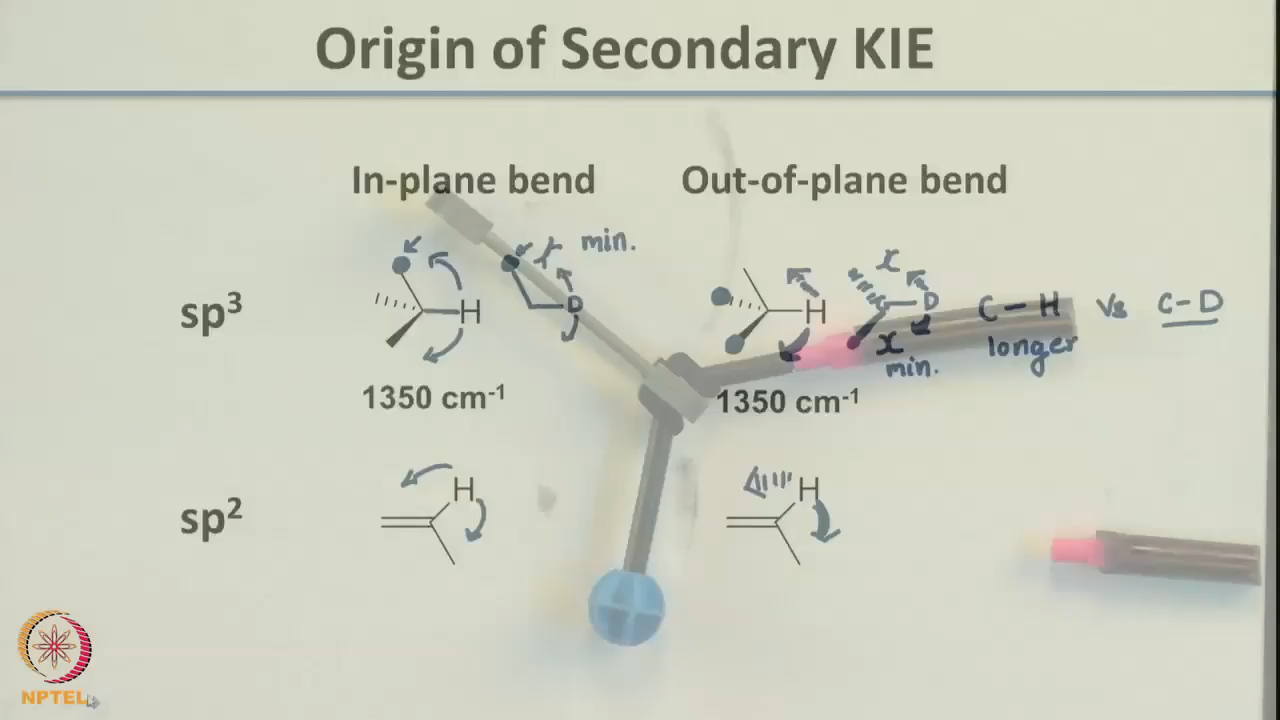 Origin of Secondary KIE
In-plane bend Out-of-plane bend
min.
sp³ H D H C D C-H Vs C-D
x x min. longer
1350 cm⁻¹ 1350 cm⁻¹
sp² H H
NPTEL